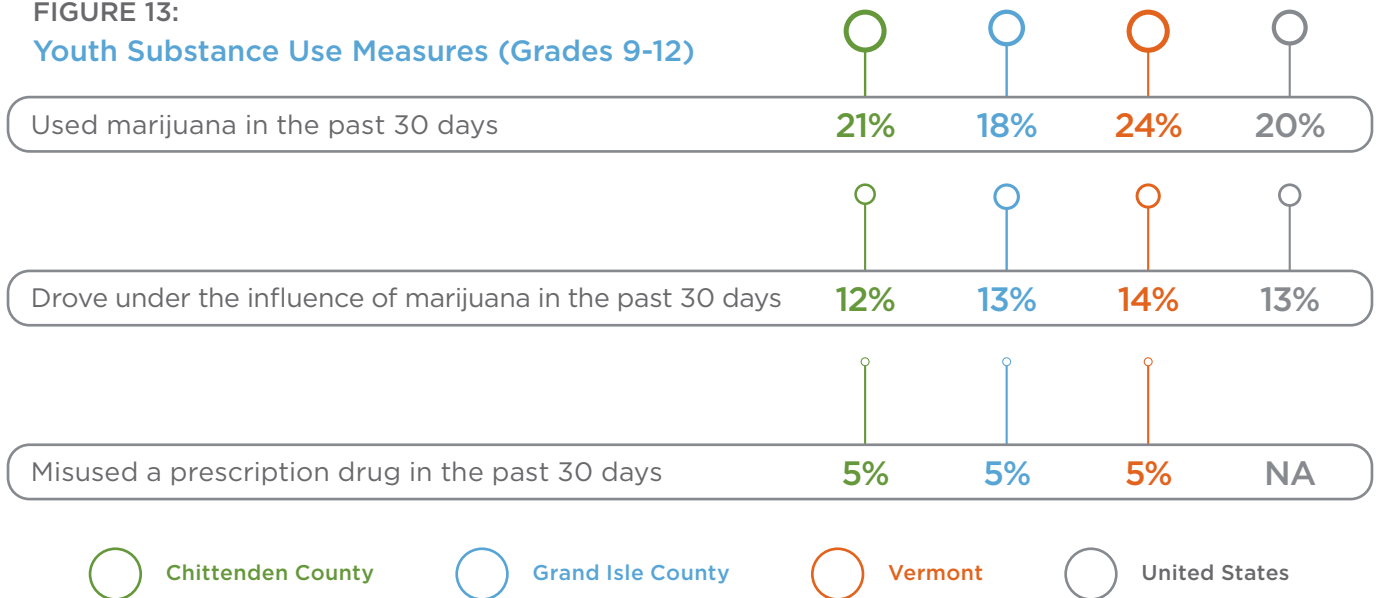 FIGURE 13:
Youth Substance Use Measures (Grades 9-12)
Used marijuana in the past 30 days 21% 18% 24% 20%
Drove under the influence of marijuana in the past 30 days 12% 13% 14% 13%
Misused a prescription drug in the past 30 days 5% 5% 5% NA
Chittenden County Grand Isle County Vermont United States